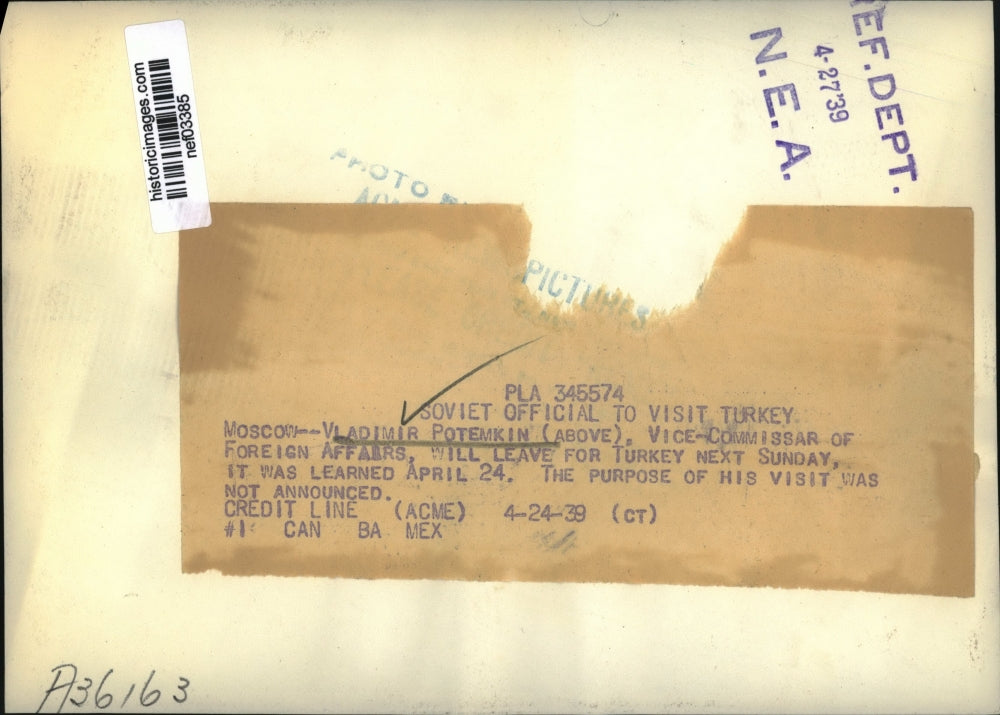 historicimages.com
nef03385
REF.DEPT.
4-27'39
N.E.A.
PHOTO
PICTURES
PLA 345574
SOVIET OFFICIAL TO VISIT TURKEY
MOSCOW--VLADIMIR POTEMKIN (ABOVE), VICE-COMMISSAR OF
FOREIGN AFFAIRS, WILL LEAVE FOR TURKEY NEXT SUNDAY,
IT WAS LEARNED APRIL 24. THE PURPOSE OF HIS VISIT WAS
NOT ANNOUNCED.
CREDIT LINE (ACME) 4-24-39 (CT)
#1 CAN BA MEX
A36163